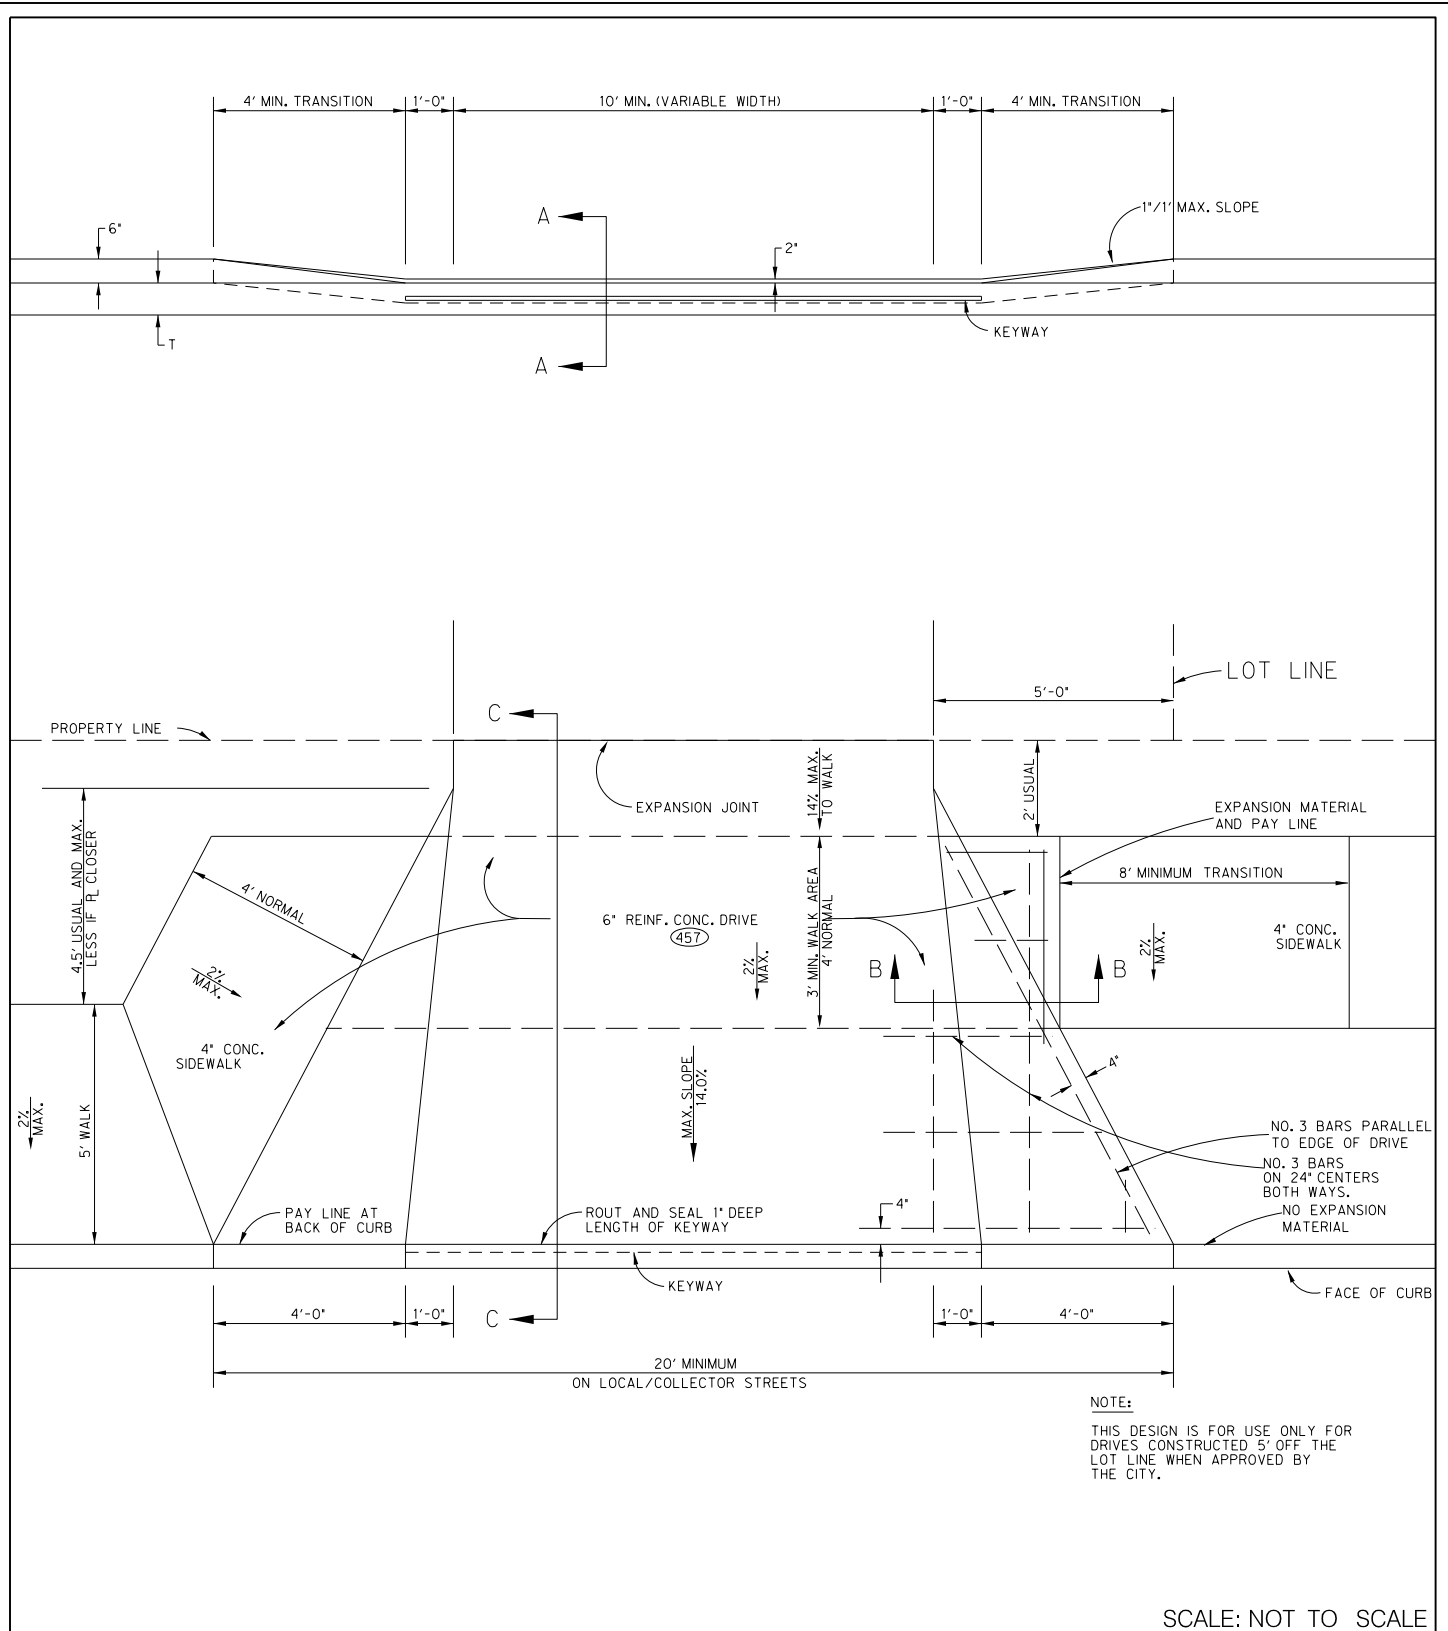 4' MIN. TRANSITION
1'-0"
10' MIN. (VARIABLE WIDTH)
1'-0"
4' MIN. TRANSITION
A
1"/1' MAX. SLOPE
6"
2"
KEYWAY
T
A
LOT LINE
5'-0"
C
PROPERTY LINE
EXPANSION JOINT
14% MAX.
TO WALK
2' USUAL
EXPANSION MATERIAL
AND PAY LINE
4.5' USUAL AND MAX.
LESS IF PL CLOSER
4' NORMAL
8' MINIMUM TRANSITION
6" REINF. CONC. DRIVE
457
3' MIN. WALK AREA
4' NORMAL
4" CONC.
SIDEWALK
2%
MAX.
2%
MAX.
2%
MAX.
B
B
4" CONC.
SIDEWALK
MAX. SLOPE
14.0%
4"
2%
MAX.
5' WALK
NO. 3 BARS PARALLEL
TO EDGE OF DRIVE
NO. 3 BARS
ON 24" CENTERS
BOTH WAYS.
NO EXPANSION
MATERIAL
PAY LINE AT
BACK OF CURB
ROUT AND SEAL 1" DEEP
LENGTH OF KEYWAY
4"
KEYWAY
FACE OF CURB
4'-0"
1'-0"
C
1'-0"
4'-0"
20' MINIMUM
ON LOCAL/COLLECTOR STREETS
NOTE:
THIS DESIGN IS FOR USE ONLY FOR
DRIVES CONSTRUCTED 5' OFF THE
LOT LINE WHEN APPROVED BY
THE CITY.
SCALE: NOT TO SCALE